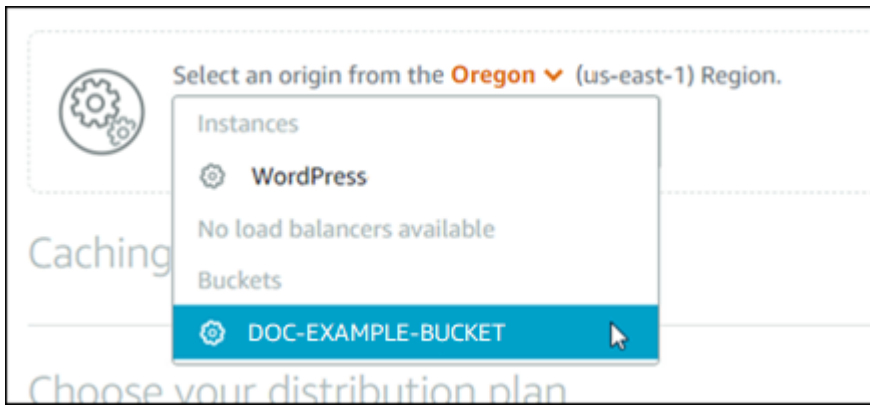 Select an origin from the Oregon (us-east-1) Region.
Instances
WordPress
No load balancers available
Caching
Buckets
DOC-EXAMPLE-BUCKET
Choose your distribution plan